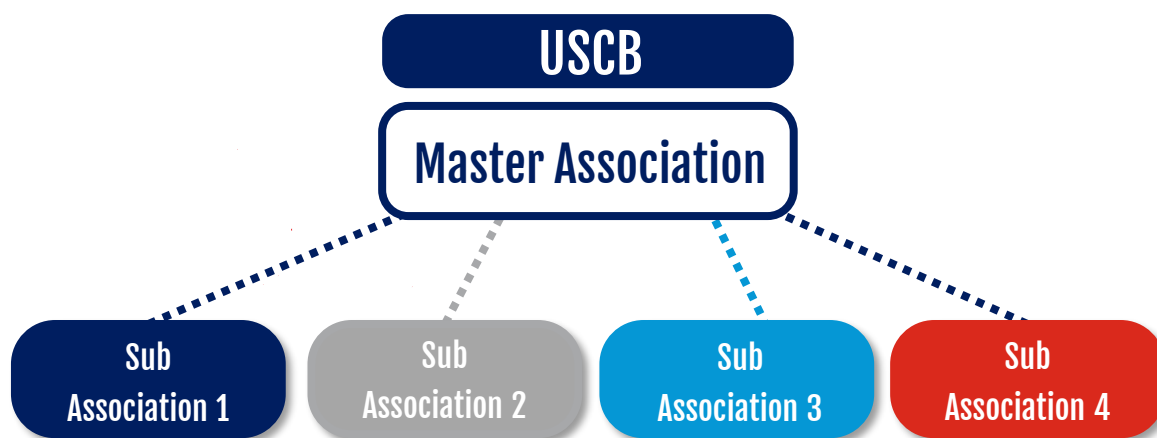 USCB
Master Association
Sub
Association 1
Sub
Association 2
Sub
Association 3
Sub
Association 4